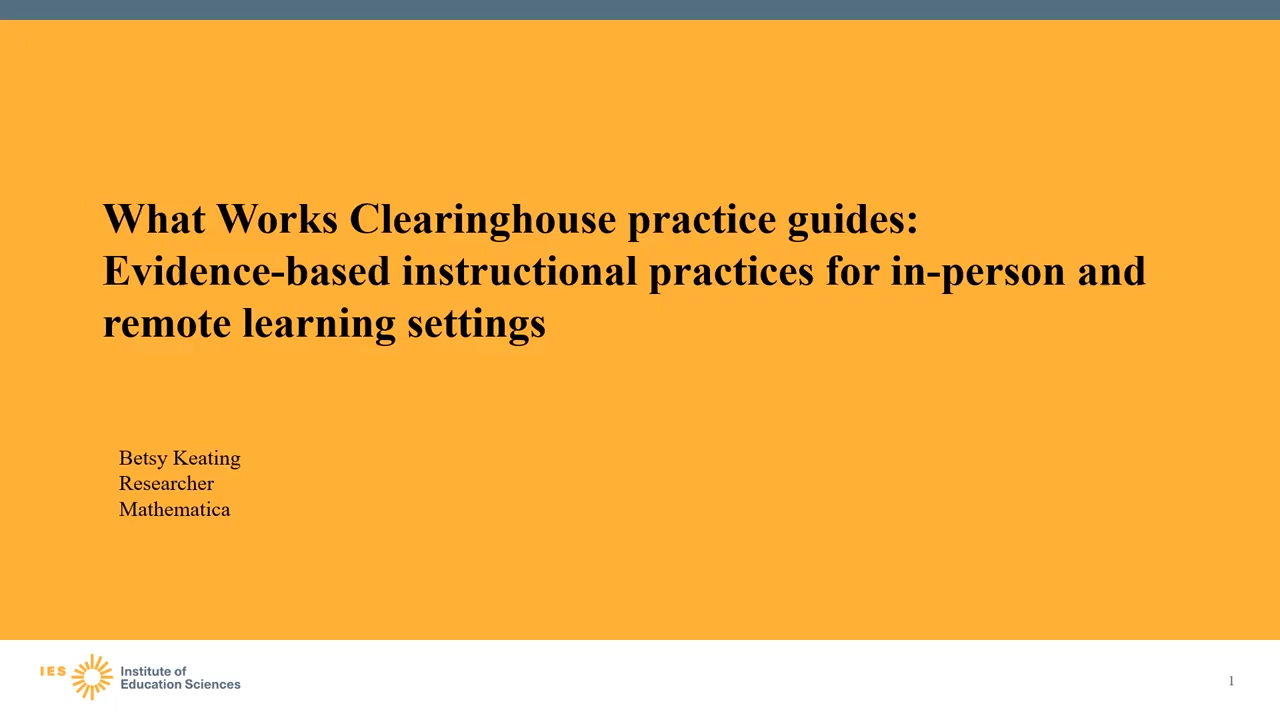 What Works Clearinghouse practice guides:
Evidence-based instructional practices for in-person and
remote learning settings
Betsy Keating
Researcher
Mathematica
IES
Institute of
Education Sciences
1